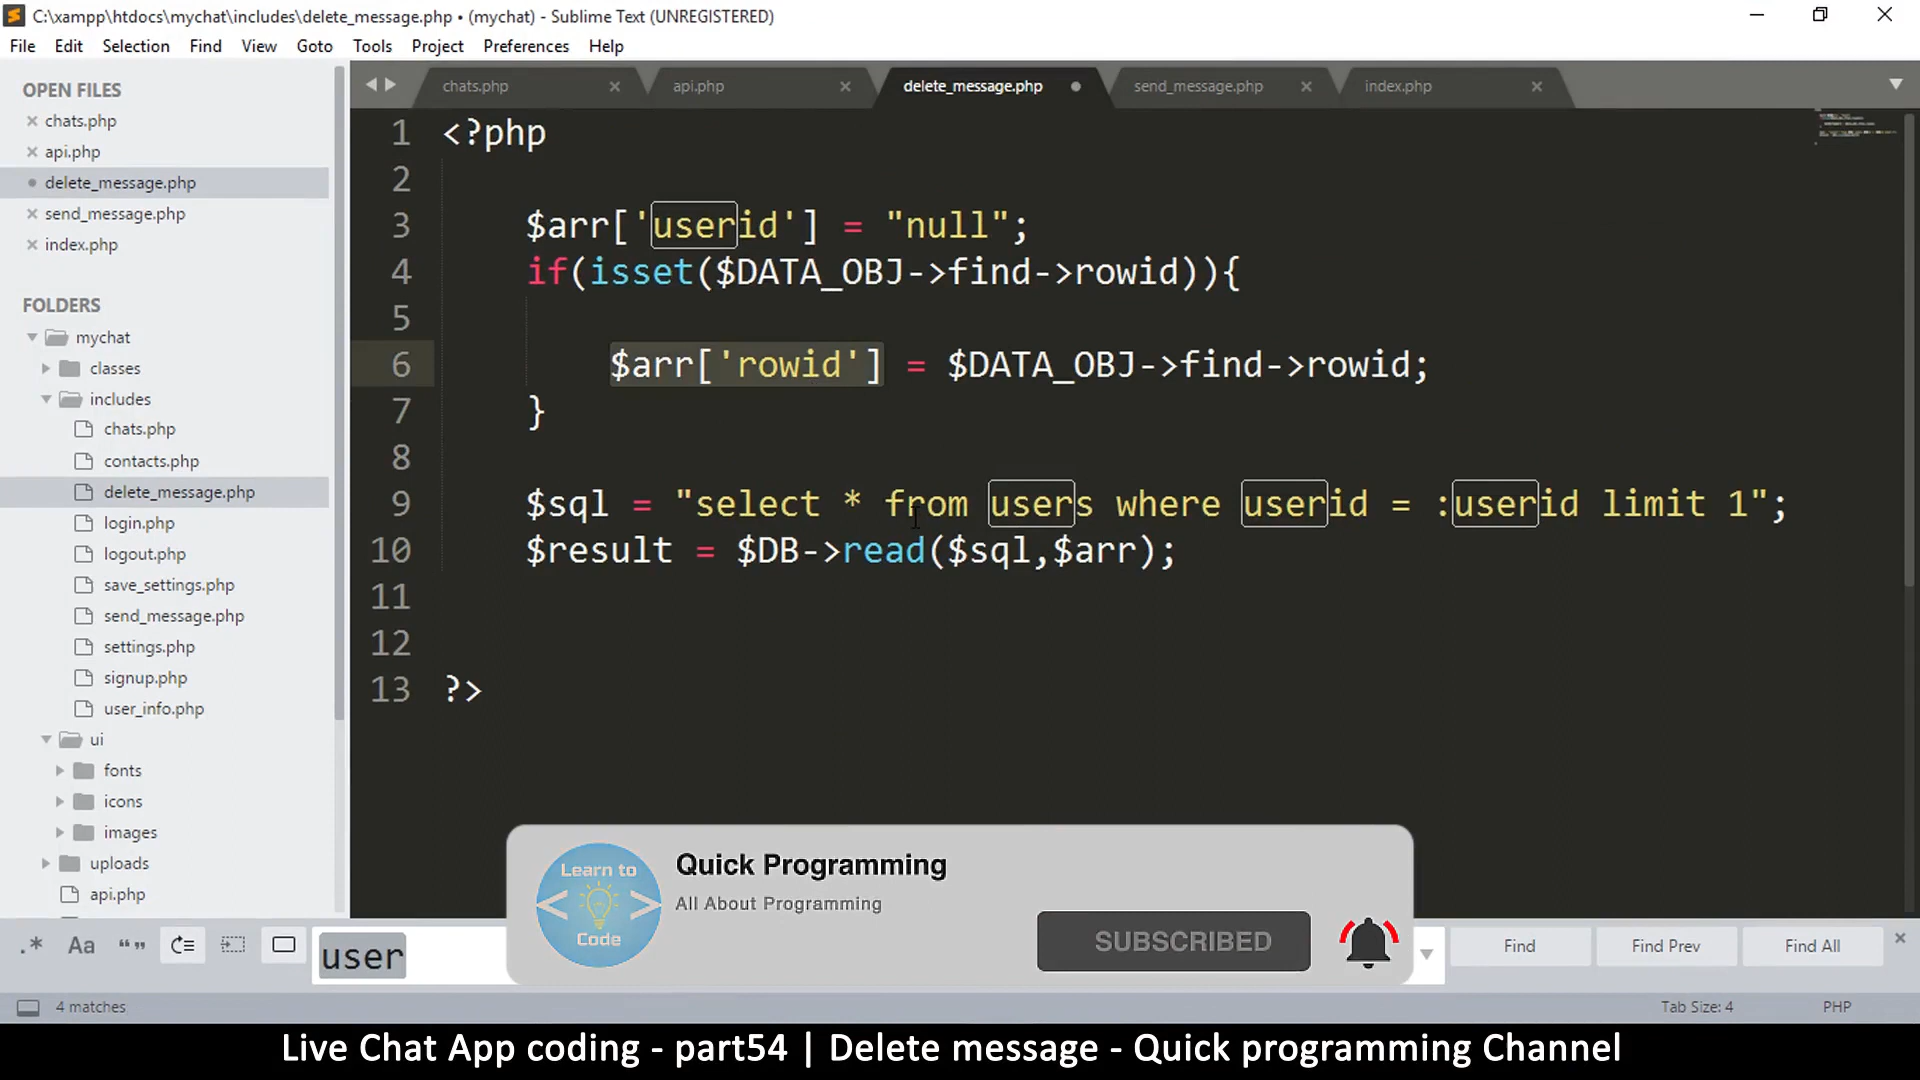 C:\xampp\htdocs\mychat\includes\delete_message.php • (mychat) - Sublime Text (UNREGISTERED)
File Edit Selection Find View Goto Tools Project Preferences Help
OPEN FILES
chats.php
api.php
delete_message.php
send_message.php
index.php
FOLDERS
mychat
classes
includes
chats.php
contacts.php
delete_message.php
login.php
logout.php
save_settings.php
send_message.php
settings.php
signup.php
user_info.php
ui
fonts
icons
images
uploads
api.php
chats.php api.php delete_message.php send_message.php index.php
1 <?php
2
3 $arr['userid'] = "null";
4 if(isset($DATA_OBJ->find->rowid)){
5
6 $arr['rowid'] = $DATA_OBJ->find->rowid;
7 }
8
9 $sql = "select * from users where userid = :userid limit 1";
10 $result = $DB->read($sql,$arr);
11
12
13 ?>
Learn to
Code
Quick Programming
All About Programming
SUBSCRIBED
.* Aa “” user Find Find Prev Find All
4 matches Tab Size: 4 PHP
Live Chat App coding - part54 | Delete message - Quick programming Channel